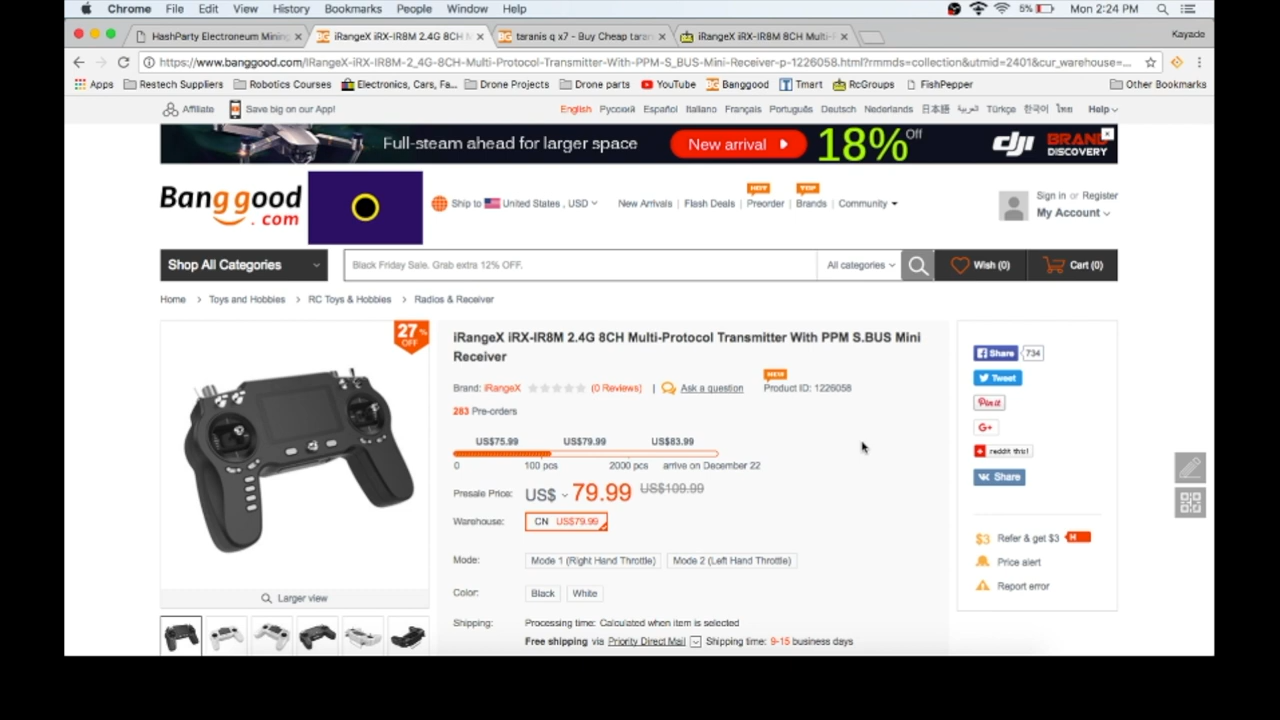 Chrome File Edit View History Bookmarks People Window Help 5% Mon 2:24 PM
HashParty Electroneum Mining iRangeX iRX-IR8M 2.4G 8CH taranis q x7 - Buy Cheap taran iRangeX iRX-IR8M 8CH Multi-F Kayade
https://www.banggood.com/iRangeX-iRX-IR8M-2_4G-8CH-Multi-Protocol-Transmitter-With-PPM-S_BUS-Mini-Receiver-p-1226058.html?rmmds=collection&utmid=2401&cur_warehouse=...
Apps Restech Suppliers Robotics Courses Electronics, Cars, Fa... Drone Projects Drone parts YouTube Banggood Tmart RcGroups FishPepper Other Bookmarks
Affiliate Save big on our App! English Русский Español Italiano Français Português Deutsch Nederlands 日本語 العربية Türkçe 한국어 ไทย Help
Full-steam ahead for larger space New arrival 18% Off dji BRAND DISCOVERY
Banggood.com
HOT TOP
Ship to United States , USD New Arrivals Flash Deals Preorder Brands Community
Sign in or Register
My Account
Shop All Categories Black Friday Sale. Grab extra 12% OFF. All categories Wish (0) Cart (0)
Home > Toys and Hobbies > RC Toys & Hobbies > Radios & Receiver
27% OFF
iRangeX iRX-IR8M 2.4G 8CH Multi-Protocol Transmitter With PPM S.BUS Mini
Receiver
Brand: iRangeX (0 Reviews) | Ask a question NEW Product ID: 1226058
283 Pre-orders
US$75.99 US$79.99 US$83.99
0 100 pcs 2000 pcs arrive on December 22
Presale Price: US$ 79.99 US$109.99
Warehouse: CN US$79.99
Mode: Mode 1 (Right Hand Throttle) Mode 2 (Left Hand Throttle)
Color: Black White
Shipping: Processing time: Calculated when item is selected
Free shipping via Priority Direct Mail Shipping time: 9-15 business days
Larger view
Share 734
Tweet
Pin it
G+
reddit this!
Share
$3 Refer & get $3 H
Price alert
Report error